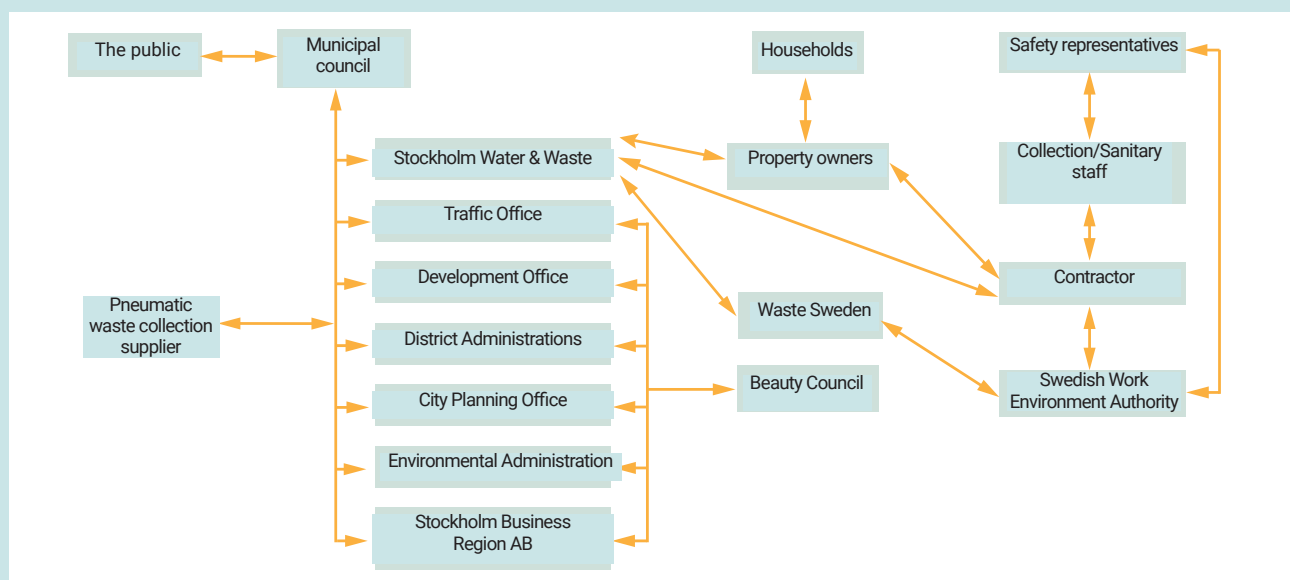 The public
Municipal
council
Households
Safety representatives
Stockholm Water & Waste
Property owners
Collection/Sanitary
staff
Traffic Office
Development Office
Contractor
Pneumatic
waste collection
supplier
Waste Sweden
District Administrations
Beauty Council
Swedish Work
Environment Authority
City Planning Office
Environmental Administration
Stockholm Business
Region AB